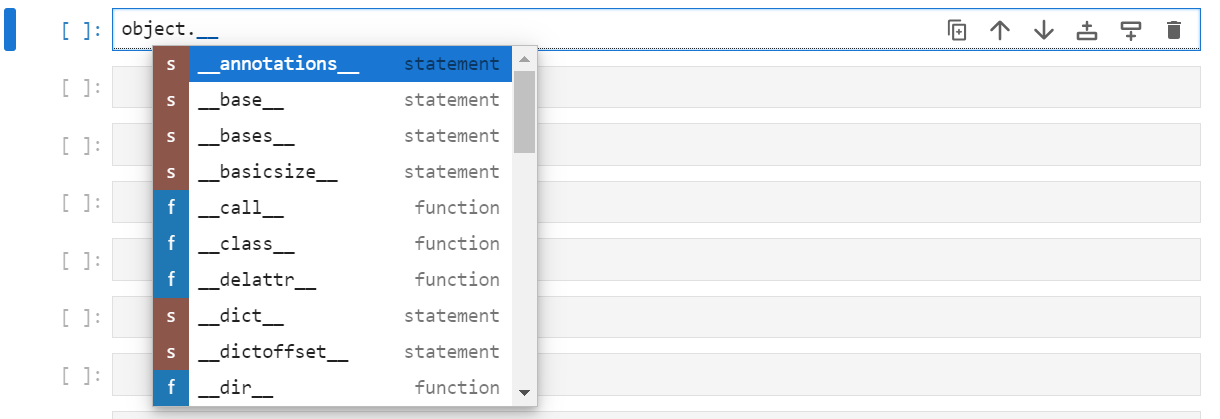 [ ]: object.__
s __annotations__ statement
[ ]:
s __base__ statement
s __bases__ statement
[ ]:
s __basicsize__ statement
[ ]:
f __call__ function
f __class__ function
[ ]:
f __delattr__ function
[ ]:
s __dict__ statement
s __dictoffset__ statement
[ ]:
f __dir__ function